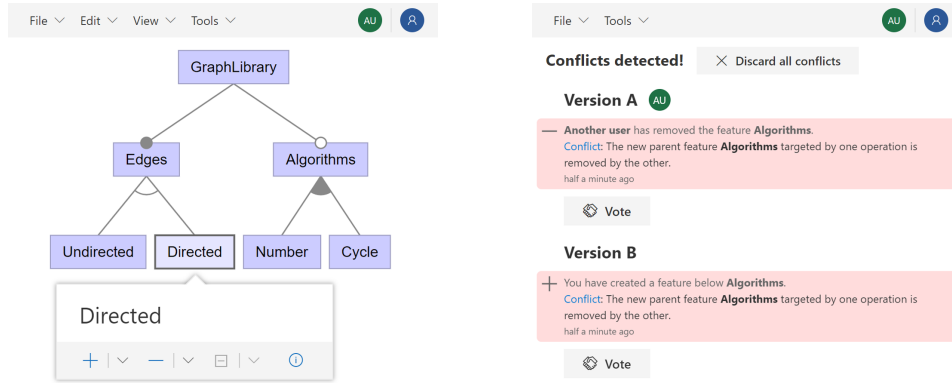 File Edit View Tools AU
GraphLibrary
Edges Algorithms
Undirected Directed Number Cycle
Directed
File Tools AU
Conflicts detected! Discard all conflicts
Version A AU
Another user has removed the feature Algorithms.
Conflict: The new parent feature Algorithms targeted by one operation is
removed by the other.
half a minute ago
Vote
Version B
You have created a feature below Algorithms.
Conflict: The new parent feature Algorithms targeted by one operation is
removed by the other.
half a minute ago
Vote